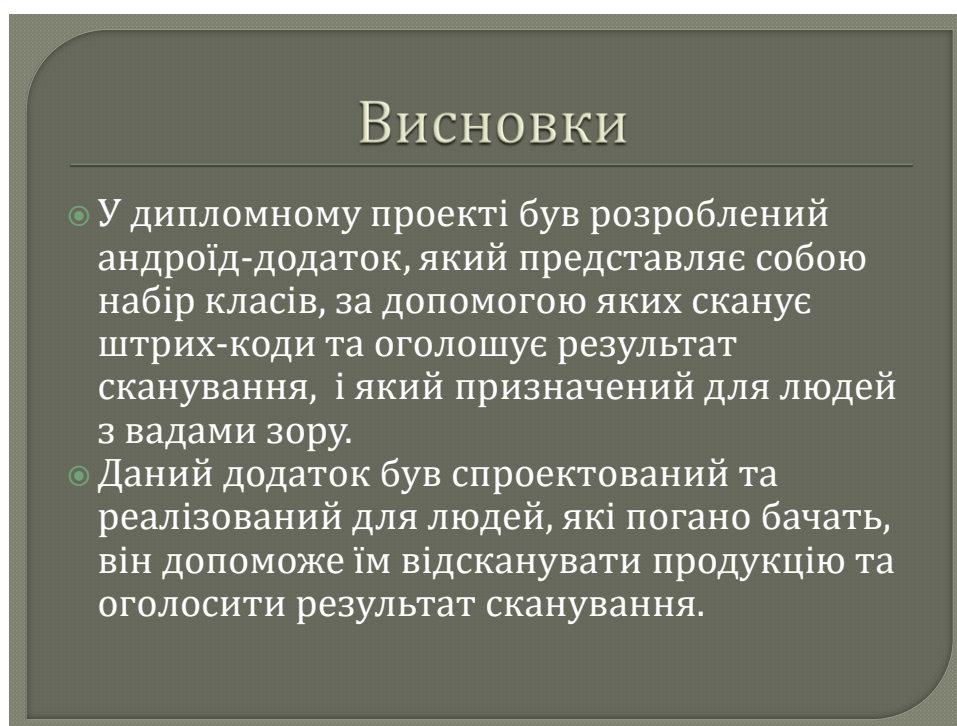 Висновки
У дипломному проекті був розроблений
андроїд-додаток, який представляє собою
набір класів, за допомогою яких сканує
штрих-коди та оголошує результат
сканування,  і який призначений для людей
з вадами зору.
Даний додаток був спроектований та
реалізований для людей, які погано бачать,
він допоможе їм відсканувати продукцію та
оголосити результат сканування.